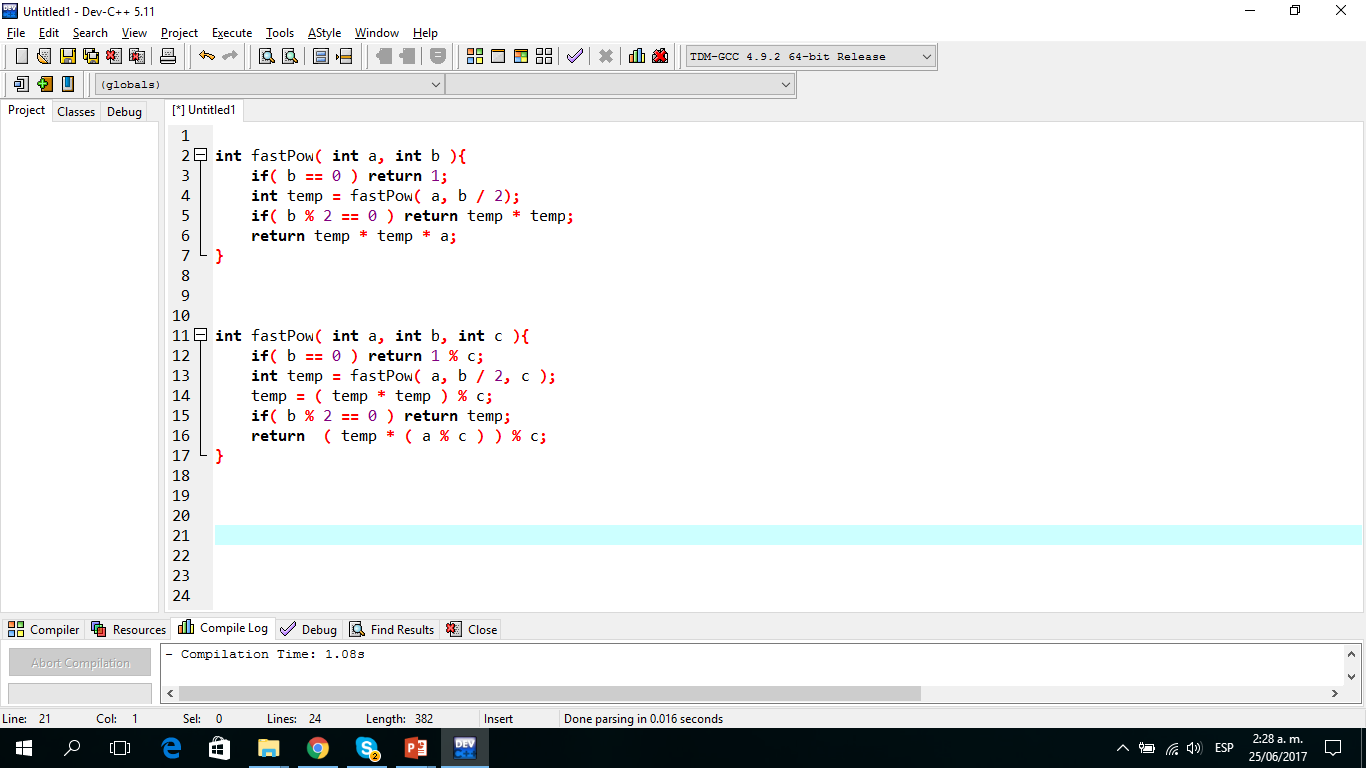 Untitled1 - Dev-C++ 5.11
File Edit Search View Project Execute Tools AStyle Window Help
TDM-GCC 4.9.2 64-bit Release
(globals)
Project Classes Debug [*] Untitled1
1
2 int fastPow( int a, int b ){
3 if( b == 0 ) return 1;
4 int temp = fastPow( a, b / 2);
5 if( b % 2 == 0 ) return temp * temp;
6 return temp * temp * a;
7 }
8
9
10
11 int fastPow( int a, int b, int c ){
12 if( b == 0 ) return 1 % c;
13 int temp = fastPow( a, b / 2, c );
14 temp = ( temp * temp ) % c;
15 if( b % 2 == 0 ) return temp;
16 return  ( temp * ( a % c ) ) % c;
17 }
18
19
20
21
22
23
24
Compiler Resources Compile Log Debug Find Results Close
Abort Compilation
- Compilation Time: 1.08s
Line: 21 Col: 1 Sel: 0 Lines: 24 Length: 382 Insert Done parsing in 0.016 seconds
DEV C++ 2 ESP 2:28 a. m.
25/06/2017